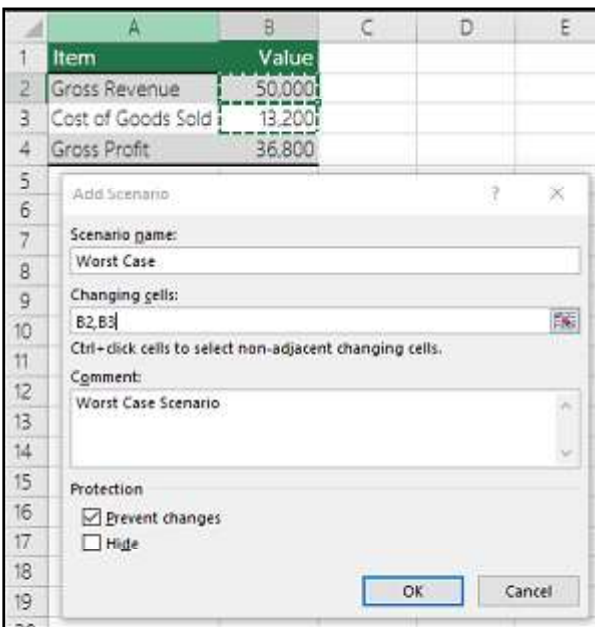 A B C D E
1 Item Value
2 Gross Revenue 50,000
3 Cost of Goods Sold 13,200
4 Gross Profit 36,800
5
Add Scenario ? ×
6
7 Scenario name:
8 Worst Case
9 Changing cells:
10 B2,B3
11 Ctrl+click cells to select non-adjacent changing cells.
12 Comment:
Worst Case Scenario
13
14
15 Protection
16 Prevent changes
17 Hide
18
19 OK Cancel